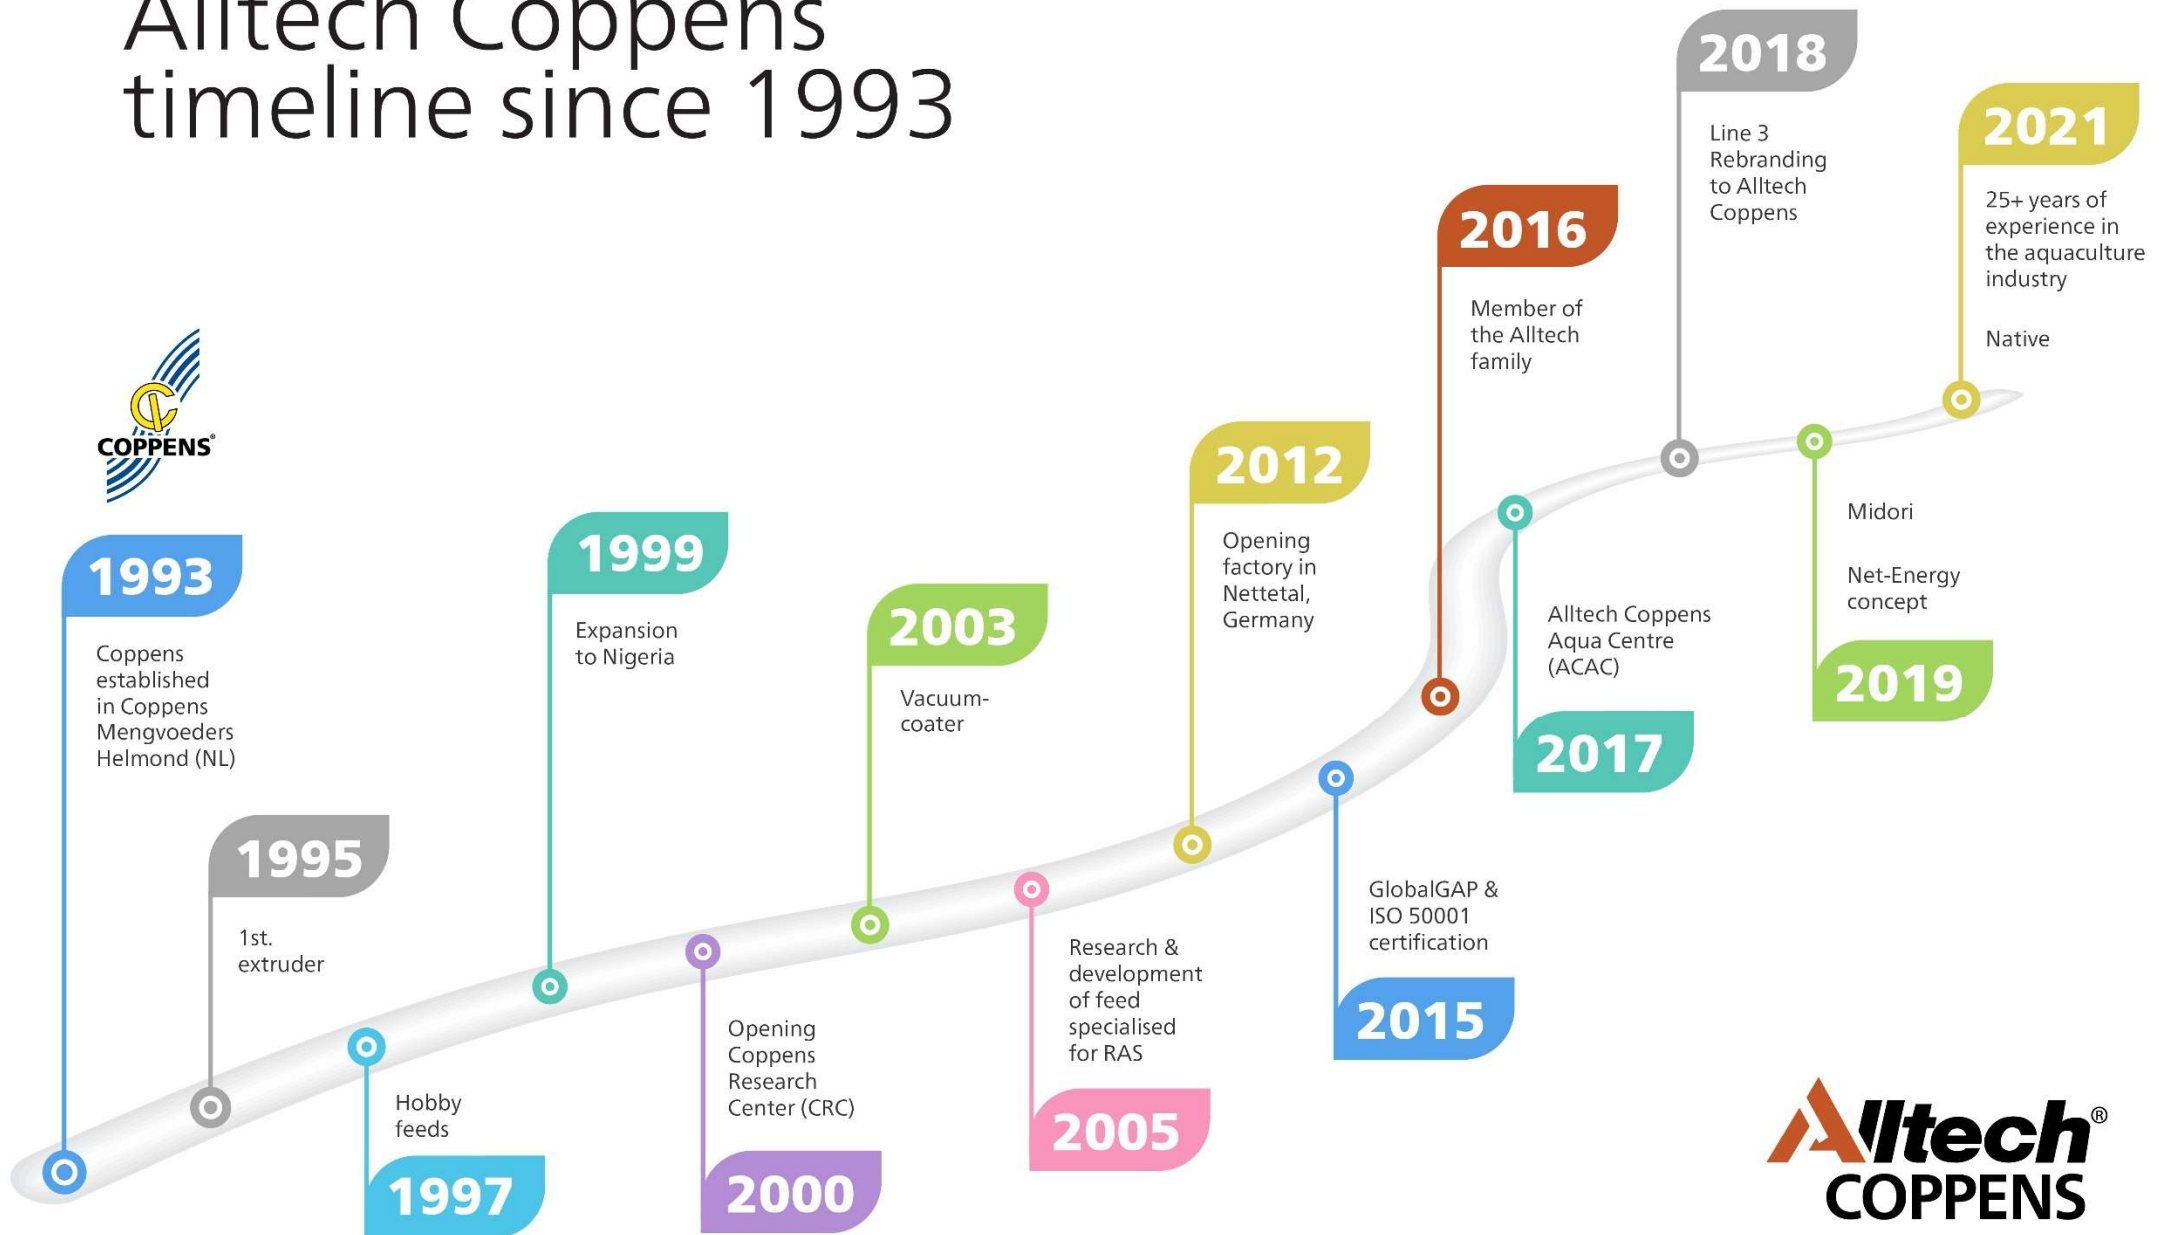 Alltech Coppens
timeline since 1993
COPPENS®
1993
Coppens
established
in Coppens
Mengvoeders
Helmond (NL)
1995
1st.
extruder
Hobby
feeds
1997
1999
Expansion
to Nigeria
Opening
Coppens
Research
Center (CRC)
2000
2003
Vacuum-
coater
Research &
development
of feed
specialised
for RAS
2005
2012
Opening
factory in
Nettetal,
Germany
GlobalGAP &
ISO 50001
certification
2015
2016
Member of
the Alltech
family
Alltech Coppens
Aqua Centre
(ACAC)
2017
2018
Line 3
Rebranding
to Alltech
Coppens
Midori
Net-Energy
concept
2019
2021
25+ years of
experience in
the aquaculture
industry
Native
Alltech®
COPPENS